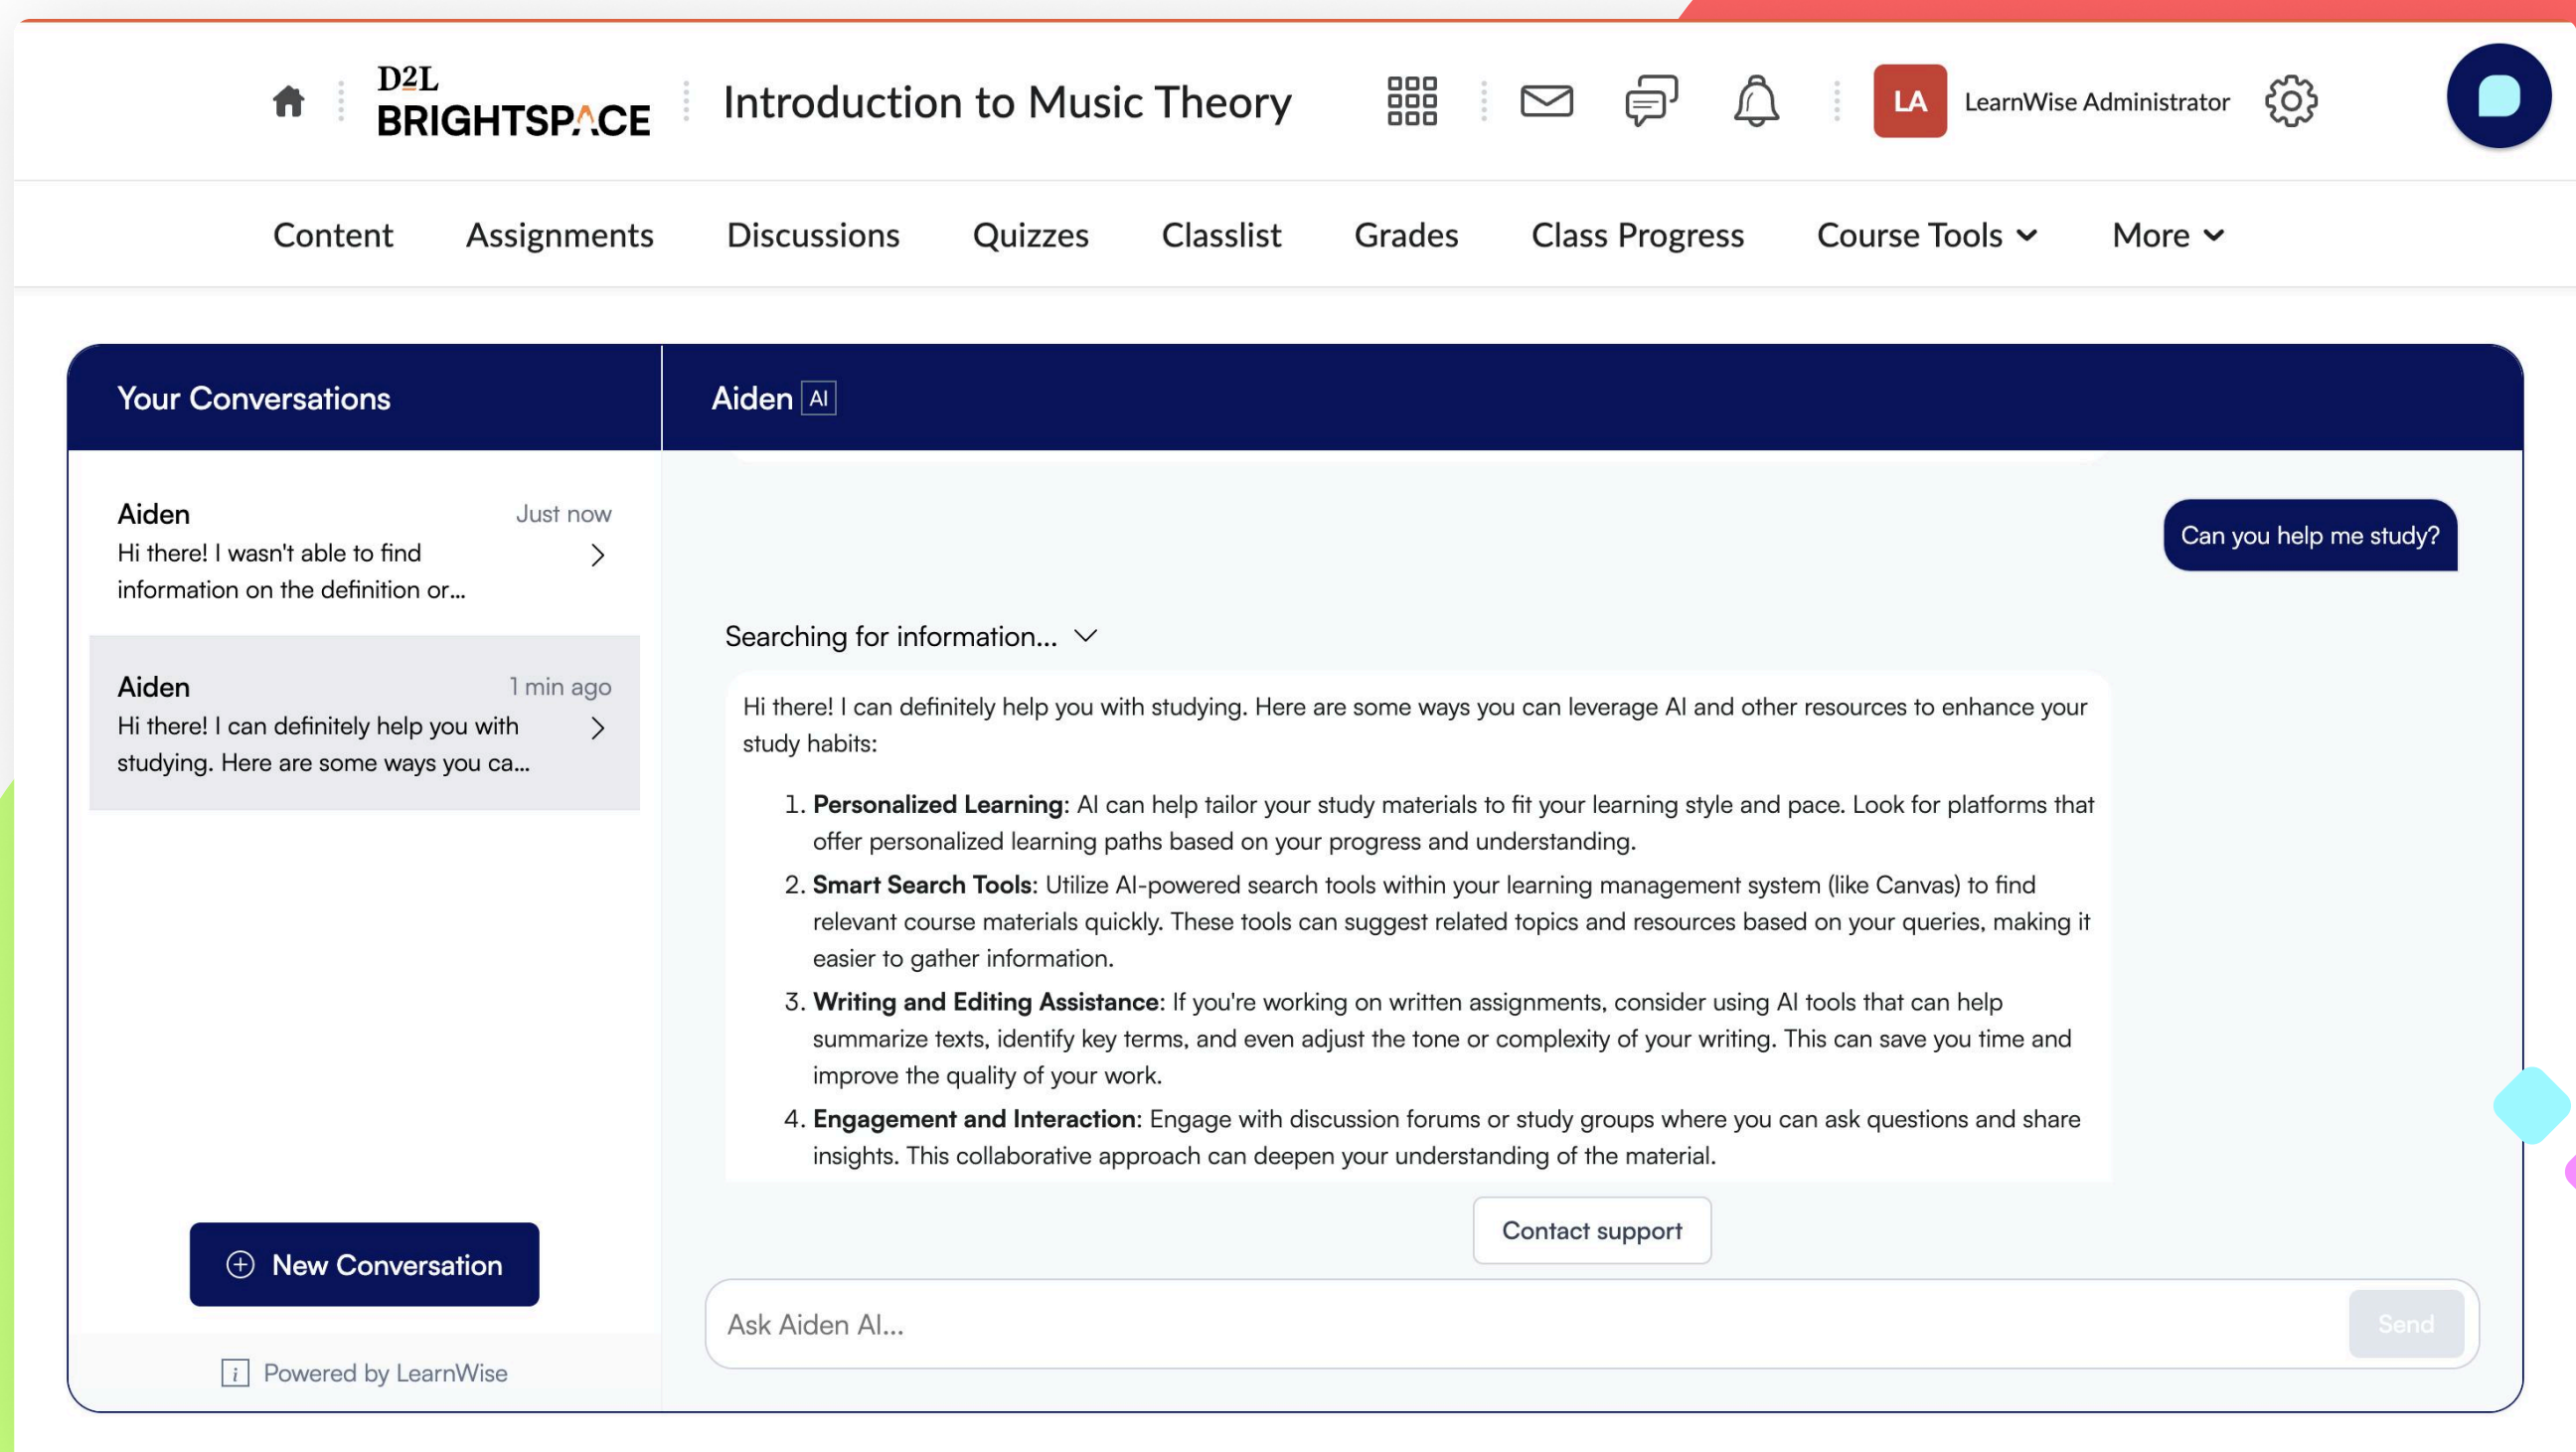 D2L
BRIGHTSPACE
Introduction to Music Theory
LA
LearnWise Administrator
Content
Assignments
Discussions
Quizzes
Classlist
Grades
Class Progress
Course Tools
More
Your Conversations
Aiden
Just now
Hi there! I wasn't able to find
information on the definition or...
Aiden
1 min ago
Hi there! I can definitely help you with
studying. Here are some ways you ca...
New Conversation
i
Powered by LearnWise
Aiden AI
Can you help me study?
Searching for information...
Hi there! I can definitely help you with studying. Here are some ways you can leverage AI and other resources to enhance your
study habits:
1. Personalized Learning: AI can help tailor your study materials to fit your learning style and pace. Look for platforms that
offer personalized learning paths based on your progress and understanding.
2. Smart Search Tools: Utilize AI-powered search tools within your learning management system (like Canvas) to find
relevant course materials quickly. These tools can suggest related topics and resources based on your queries, making it
easier to gather information.
3. Writing and Editing Assistance: If you're working on written assignments, consider using AI tools that can help
summarize texts, identify key terms, and even adjust the tone or complexity of your writing. This can save you time and
improve the quality of your work.
4. Engagement and Interaction: Engage with discussion forums or study groups where you can ask questions and share
insights. This collaborative approach can deepen your understanding of the material.
Contact support
Ask Aiden AI...
Send